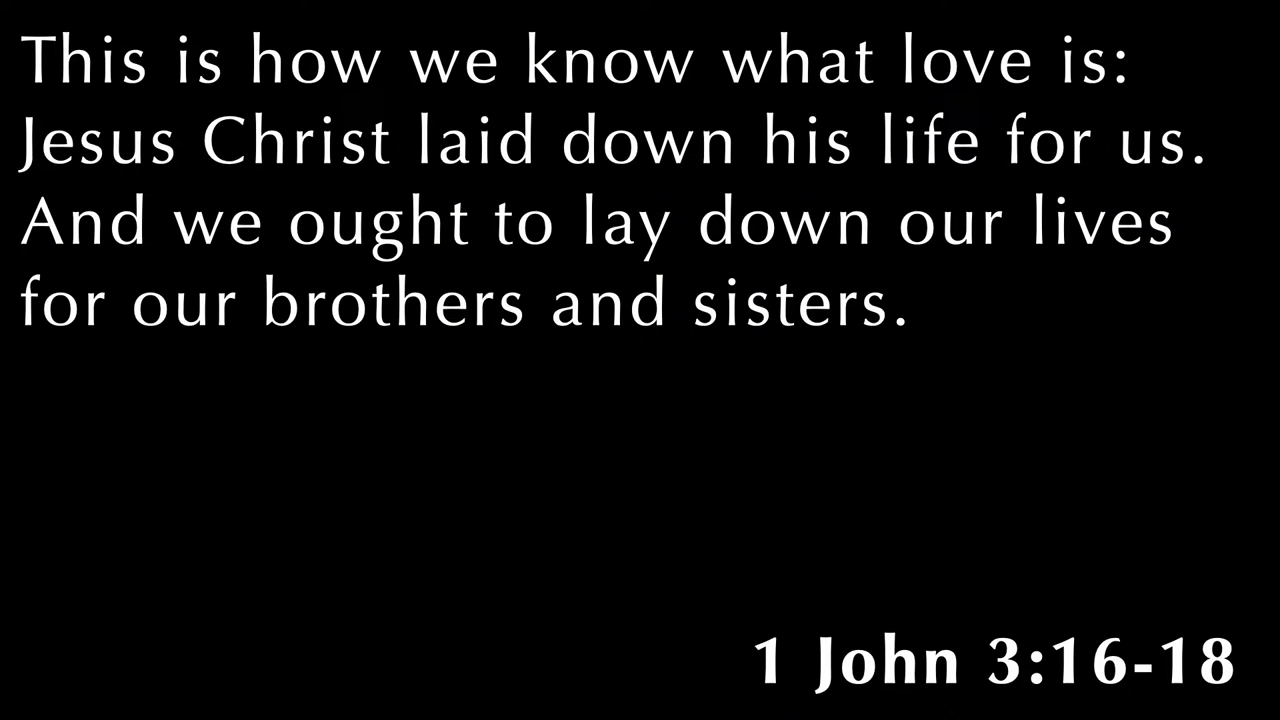 This is how we know what love is:
Jesus Christ laid down his life for us.
And we ought to lay down our lives
for our brothers and sisters.
1 John 3:16-18